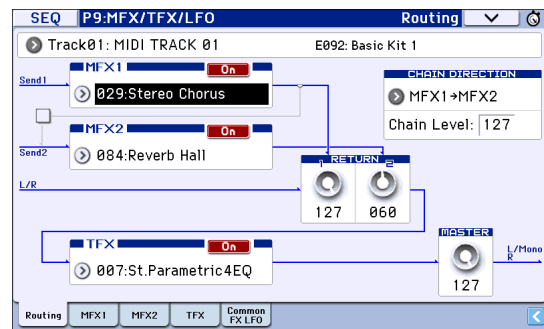 SEQ P9:MFX/TFX/LFO Routing
Track01: MIDI TRACK 01 E092: Basic Kit 1
MFX1 On
CHAIN DIRECTION
Send1
029:Stereo Chorus
MFX1→MFX2
Chain Level: 127
MFX2 On
Send2
084:Reverb Hall
RETURN
1 2
L/R
127 060
MASTER
TFX On
L/Mono
R
007:St.Parametric4EQ
127
Routing MFX1 MFX2 TFX Common
FX LFO